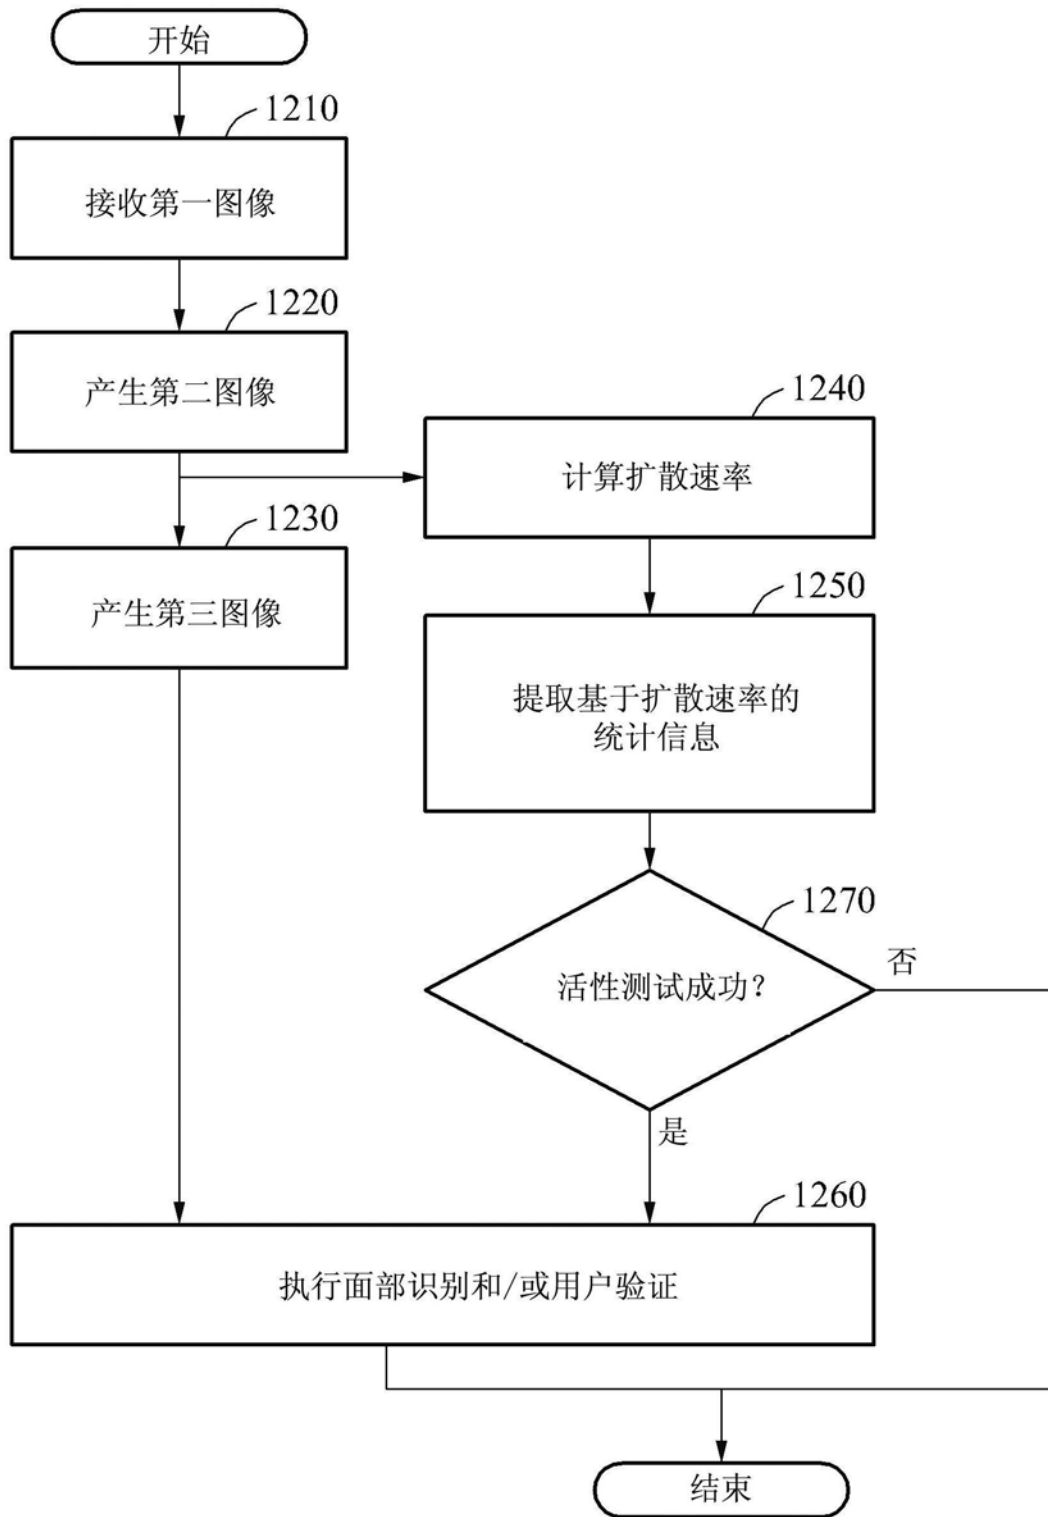 开始
1210
接收第一图像
1220
产生第二图像
1240
计算扩散速率
1230
产生第三图像
1250
提取基于扩散速率的
统计信息
1270
活性测试成功?
否
是
1260
执行面部识别和/或用户验证
结束